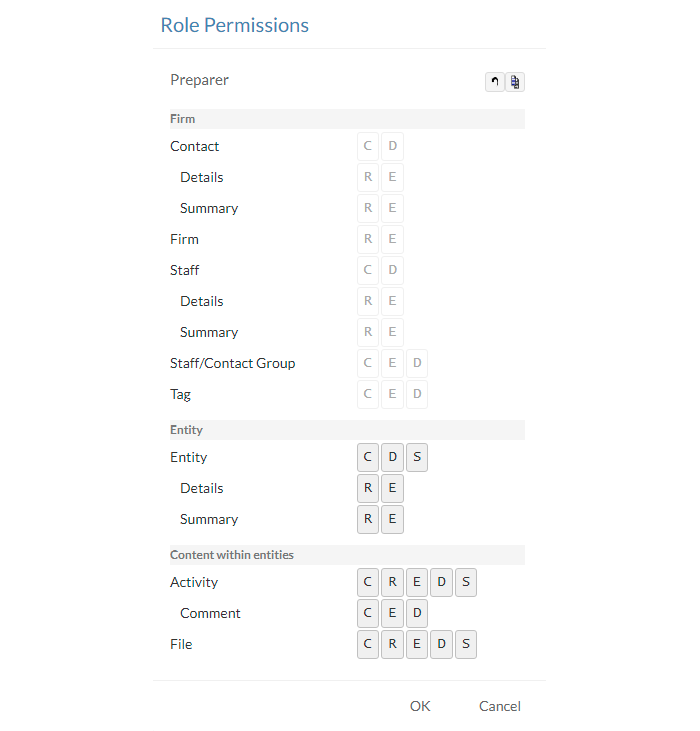 Role Permissions
Preparer
Firm
Contact C D
Details R E
Summary R E
Firm R E
Staff C D
Details R E
Summary R E
Staff/Contact Group C E D
Tag C E D
Entity
Entity C D S
Details R E
Summary R E
Content within entities
Activity C R E D S
Comment C E D
File C R E D S
OK Cancel